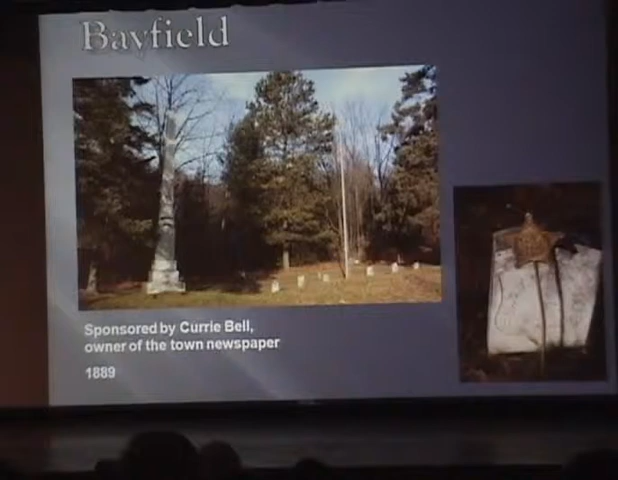 Bayfield
Sponsored by Currie Bell,
owner of the town newspaper
1889